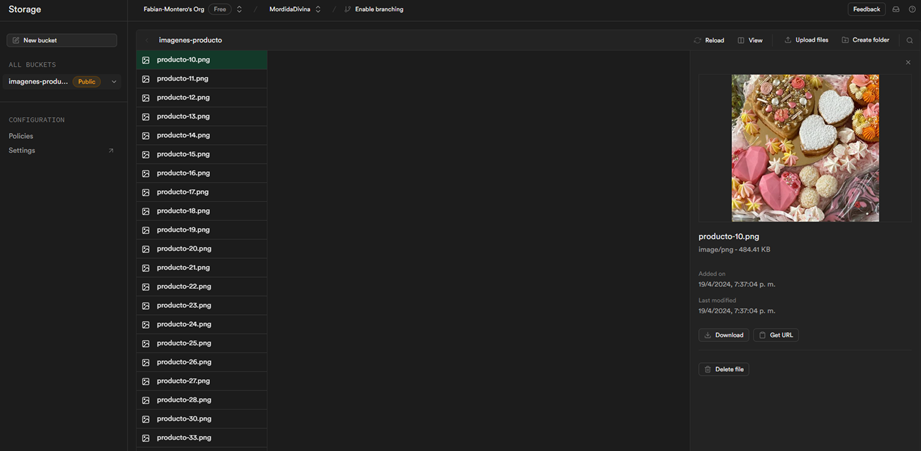 Storage
Fabian-Montero's Org Free / MordidaDivina / Enable branching
Feedback
New bucket
ALL BUCKETS
imagenes-produ... Public
CONFIGURATION
Policies
Settings
imagenes-producto
Reload View Upload files Create folder
producto-10.png
producto-11.png
producto-12.png
producto-13.png
producto-14.png
producto-15.png
producto-16.png
producto-17.png
producto-18.png
producto-19.png
producto-20.png
producto-21.png
producto-22.png
producto-23.png
producto-24.png
producto-25.png
producto-26.png
producto-27.png
producto-28.png
producto-30.png
producto-33.png
producto-10.png
image/png - 484.41 KB
Added on
19/4/2024, 7:37:04 p. m.
Last modified
19/4/2024, 7:37:04 p. m.
Download Get URL
Delete file